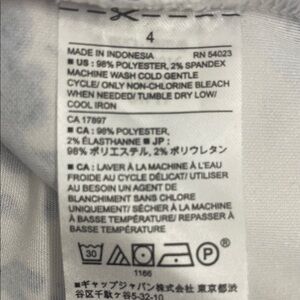 4
MADE IN INDONESIA RN 54023
■ US : 98% POLYESTER, 2% SPANDEX
MACHINE WASH COLD GENTLE
CYCLE/ ONLY NON-CHLORINE BLEACH
WHEN NEEDED/ TUMBLE DRY LOW/
COOL IRON
CA 17897
■ CA : 98% POLYESTER,
2% ÉLASTHANNE ■ JP :
98% ポリエステル, 2% ポリウレタン
■ CA : LAVER À LA MACHINE À L'EAU
FROIDE AU CYCLE DÉLICAT/ UTILISER
AU BESOIN UN AGENT DE
BLANCHIMENT SANS CHLORE
UNIQUEMENT/ SÉCHER À LA MACHINE
À BASSE TEMPÉRATURE/ REPASSER À
BASSE TEMPÉRATURE
30 P ®
1166
■ギャップジャパン株式会社 東京都渋
谷区千駄ヶ谷5-32-10